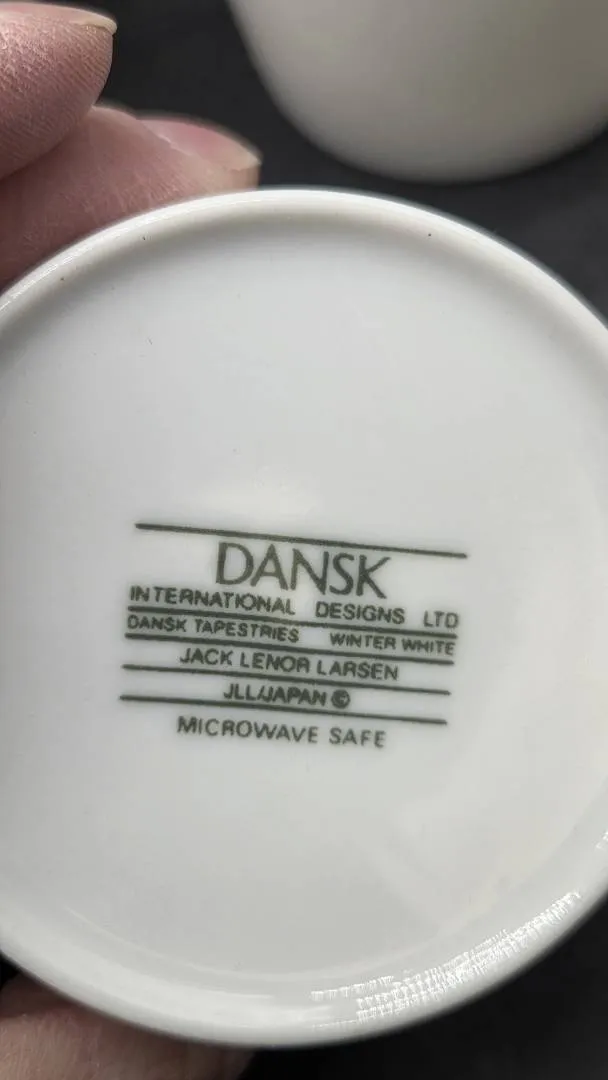 DANSK
INTERNATIONAL DESIGNS LTD
DANSK TAPESTRIES WINTER WHITE
JACK LENOR LARSEN
JLL/JAPAN ©
MICROWAVE SAFE